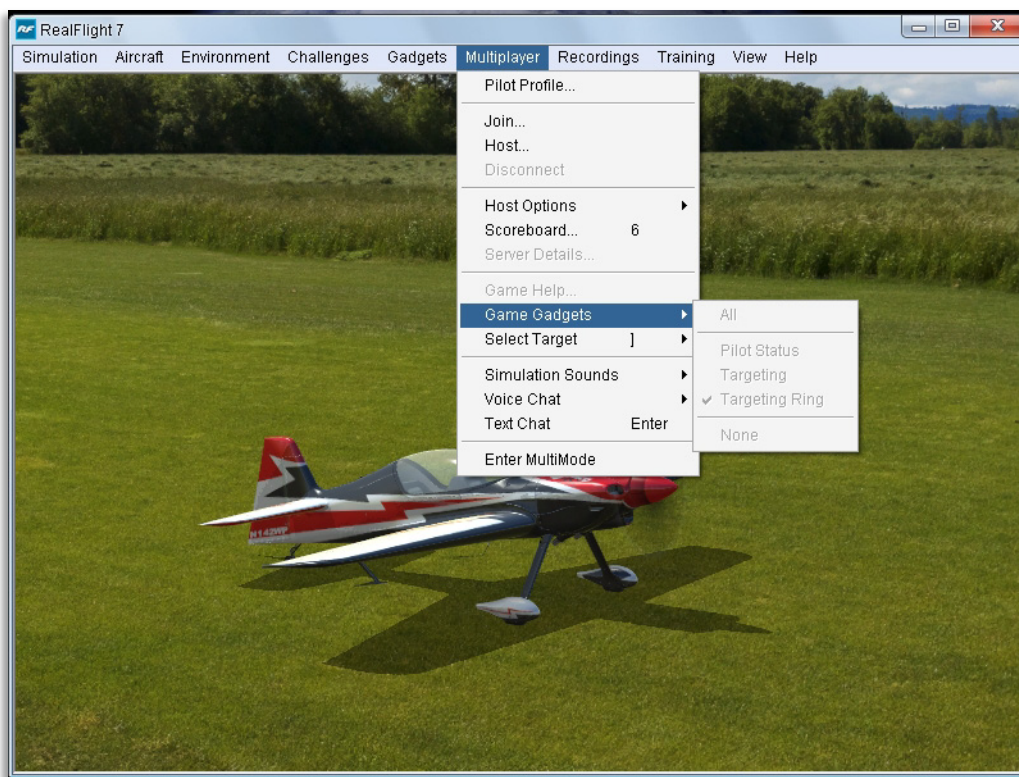 RealFlight 7
Simulation Aircraft Environment Challenges Gadgets Multiplayer Recordings Training View Help
Pilot Profile...
Join...
Host...
Disconnect
Host Options
Scoreboard... 6
Server Details...
Game Help...
Game Gadgets
Select Target ]
Simulation Sounds
Voice Chat
Text Chat Enter
Enter MultiMode
All
Pilot Status
Targeting
Targeting Ring
None
N142WP